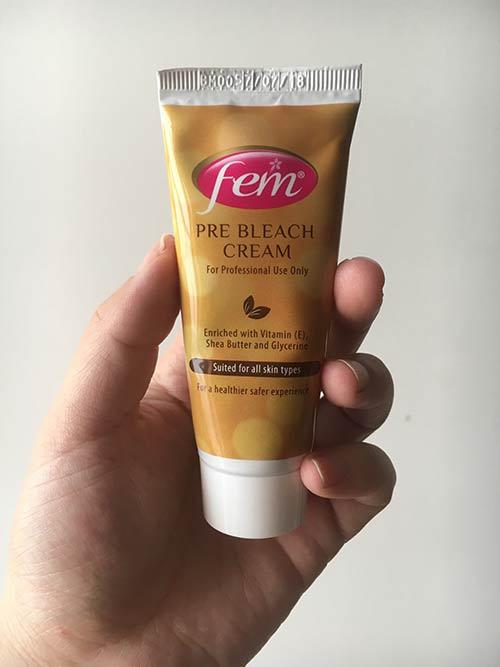 fem®
PRE BLEACH
CREAM
For Professional Use Only
Enriched with Vitamin (E),
Shea Butter and Glycerine
Suited for all skin types
For a healthier safer experience